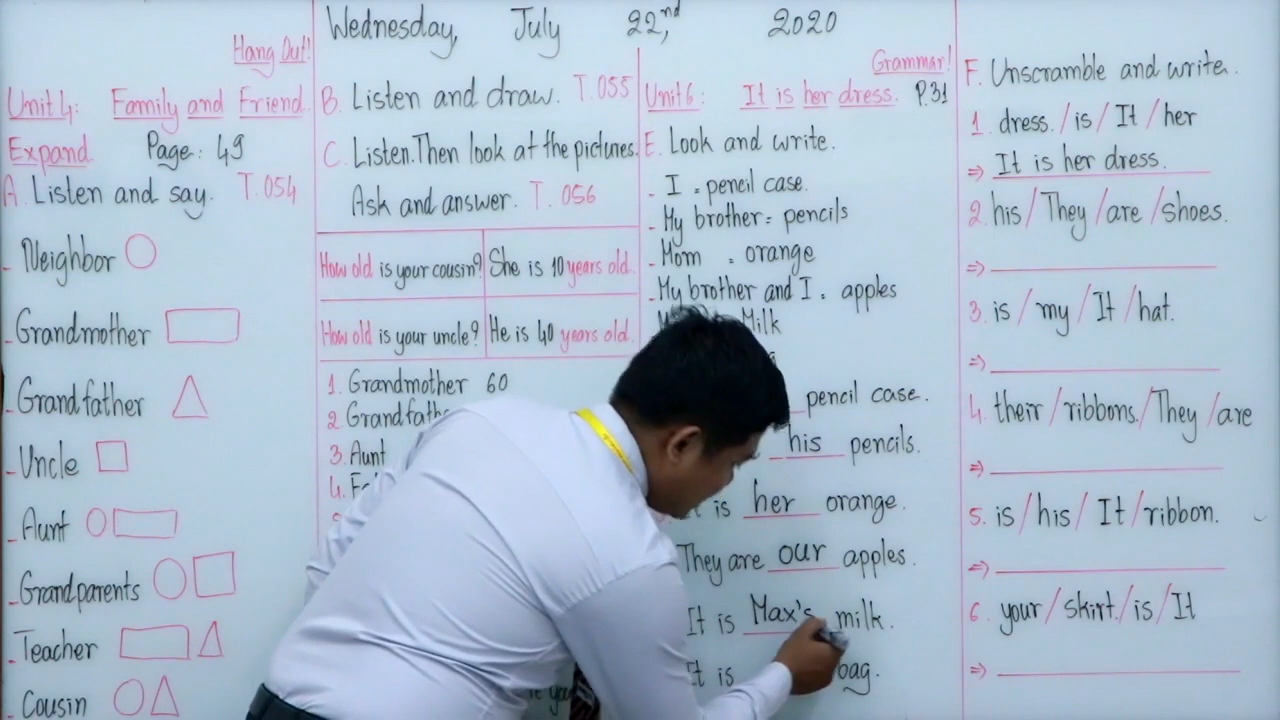 Wednesday, July 22nd, 2020
Hang Out!
Unit 4: Family and Friend.
Expand Page: 49
A. Listen and say. T.054
- Neighbor
- Grandmother
- Grandfather
- Uncle
- Aunt
- Grandparents
- Teacher
- Cousin
B. Listen and draw. T.055
C. Listen. Then look at the pictures.
Ask and answer. T. 056
How old is your cousin? She is 10 years old.
How old is your uncle? He is 40 years old.
1. Grandmother 60
2. Grandfathe
3. Aunt
4.
Grammar!
Unit 6: It is her dress. P.31
E. Look and write.
- I = pencil case.
- My brother = pencils
- Mom = orange
- My brother and I = apples
Milk
pencil case.
his pencils.
is her orange.
They are our apples.
It is Max's milk.
It is bag.
F. Unscramble and write.
1. dress. / is / It / her
=> It is her dress.
2. his / They / are / shoes.
=>
3. is / my / It / hat.
=>
4. their / ribbons. / They / are
=>
5. is / his / It / ribbon.
=>
6. your / skirt. / is / It
=>